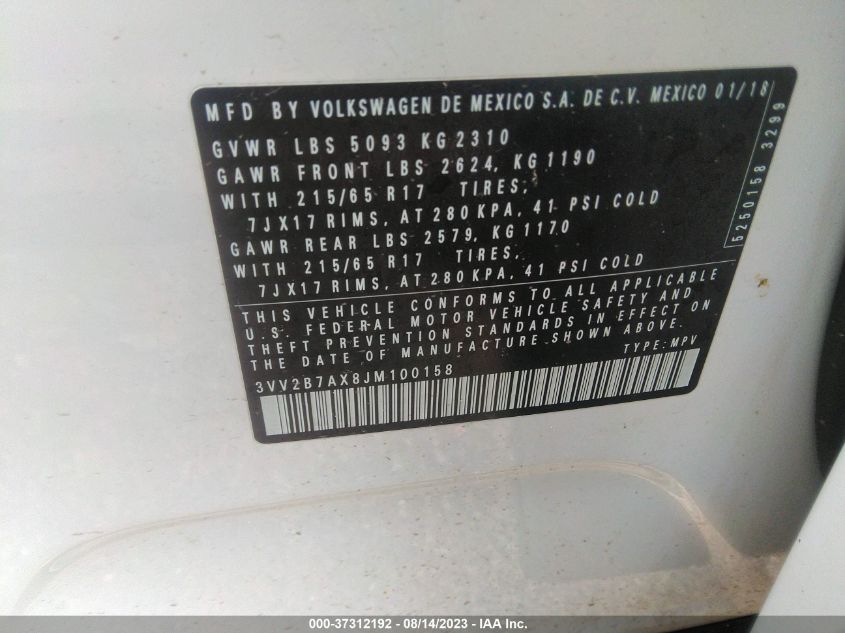 MFD BY VOLKSWAGEN DE MEXICO S.A. DE C.V. MEXICO 01/18
GVWR LBS 5093 KG 2310
GAWR FRONT LBS 2624, KG 1190
WITH 215/65 R17 TIRES,
7JX17 RIMS, AT 280 KPA, 41 PSI COLD
GAWR REAR LBS 2579, KG 1170
WITH 215/65 R17 TIRES,
7JX17 RIMS, AT 280 KPA, 41 PSI COLD
5250158 3299
THIS VEHICLE CONFORMS TO ALL APPLICABLE
U.S. FEDERAL MOTOR VEHICLE SAFETY AND
THEFT PREVENTION STANDARDS IN EFFECT ON
THE DATE OF MANUFACTURE SHOWN ABOVE.
3VV2B7AX8JM100158 TYPE: MPV
000-37312192 - 08/14/2023 - IAA Inc.